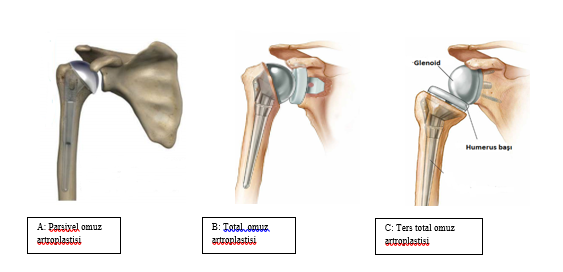 Glenoid
Humerus başı
A: Parsiyel omuz
artroplastisi
B: Total omuz
artroplastisi
C: Ters total omuz
artroplastisi